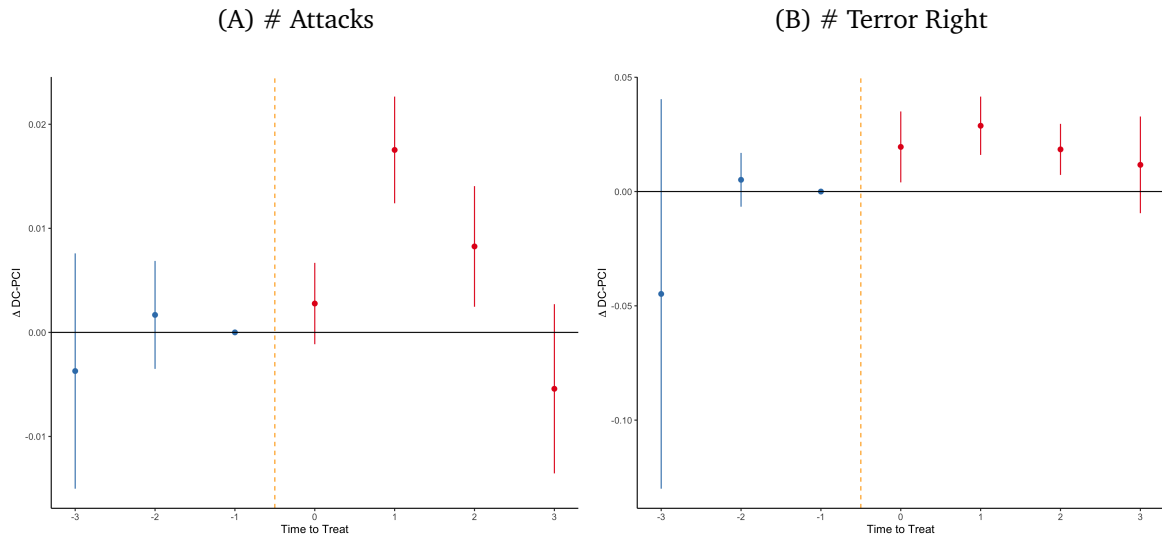 (A) # Attacks
0.02
0.01
0.00
-0.01
Δ DC-PCI
-3 -2 -1 0 1 2 3
Time to Treat
(B) # Terror Right
0.05
0.00
-0.05
-0.10
Δ DC-PCI
-3 -2 -1 0 1 2 3
Time to Treat